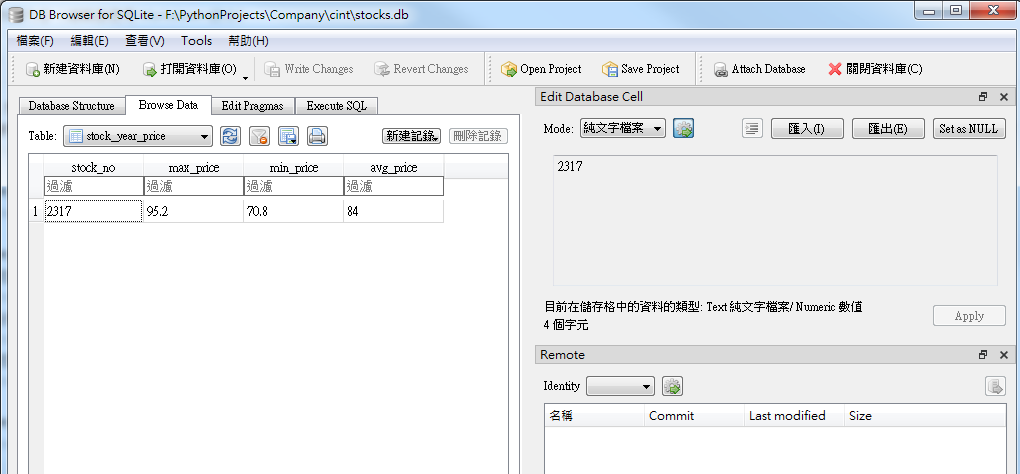 DB Browser for SQLite - F:\PythonProjects\Company\cint\stocks.db
檔案(F) 編輯(E) 查看(V) Tools 幫助(H)
新建資料庫(N) 打開資料庫(O) Write Changes Revert Changes Open Project Save Project Attach Database 關閉資料庫(C)
Database Structure Browse Data Edit Pragmas Execute SQL
Table: stock_year_price 新建記錄 刪除記錄
stock_no max_price min_price avg_price
過濾 過濾 過濾 過濾
1 2317 95.2 70.8 84
Edit Database Cell
Mode: 純文字檔案 匯入(I) 匯出(E) Set as NULL
2317
目前在儲存格中的資料的類型: Text 純文字檔案/ Numeric 數值
4 個字元
Apply
Remote
Identity
名稱 Commit Last modified Size